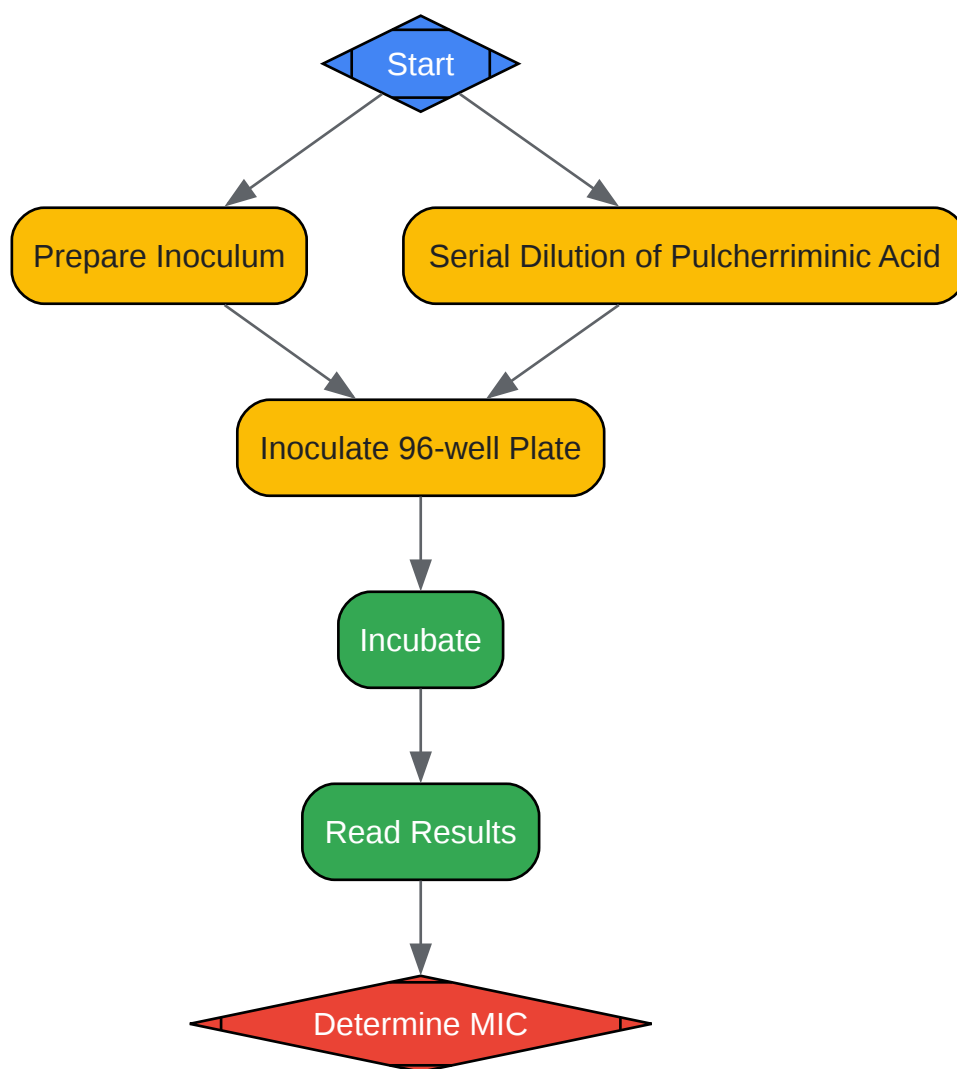 Start
Prepare Inoculum
Serial Dilution of Pulcherriminic Acid
Inoculate 96-well Plate
Incubate
Read Results
Determine MIC